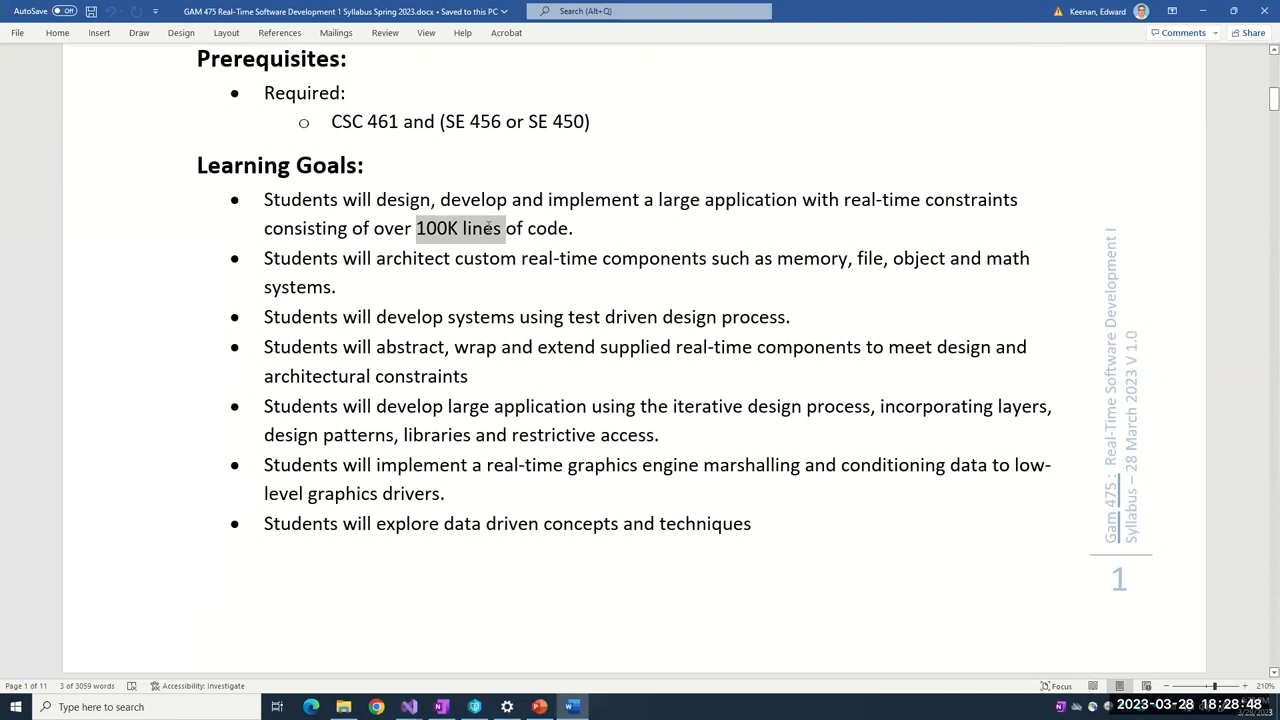 AutoSave Off
GAM 475 Real-Time Software Development I Syllabus Spring 2023.docx • Saved to this PC
Search (Alt+Q)
Keenan, Edward
File Home Insert Draw Design Layout References Mailings Review View Help Acrobat
Comments Share
Prerequisites:
• Required:
o CSC 461 and (SE 456 or SE 450)
Learning Goals:
• Students will design, develop and implement a large application with real-time constraints
consisting of over 100K lines of code.
• Students will architect custom real-time components such as memory, file, object and math
systems.
• Students will develop systems using test driven design process.
• Students will abstract, wrap and extend supplied real-time components to meet design and
architectural constraints
• Students will develop large application using the iterative design process, incorporating layers,
design patterns, libraries and restrictive access.
• Students will implement a real-time graphics engine marshalling and conditioning data to low-
level graphics drivers.
• Students will explore data driven concepts and techniques
Gam 475 : Real-Time Software Development I
Syllabus – 28 March 2023 V 1.0
1
Page 1 of 11 3 of 3059 words Accessibility: Investigate
Focus 210%
Type here to search
2023-03-28 18:28:48